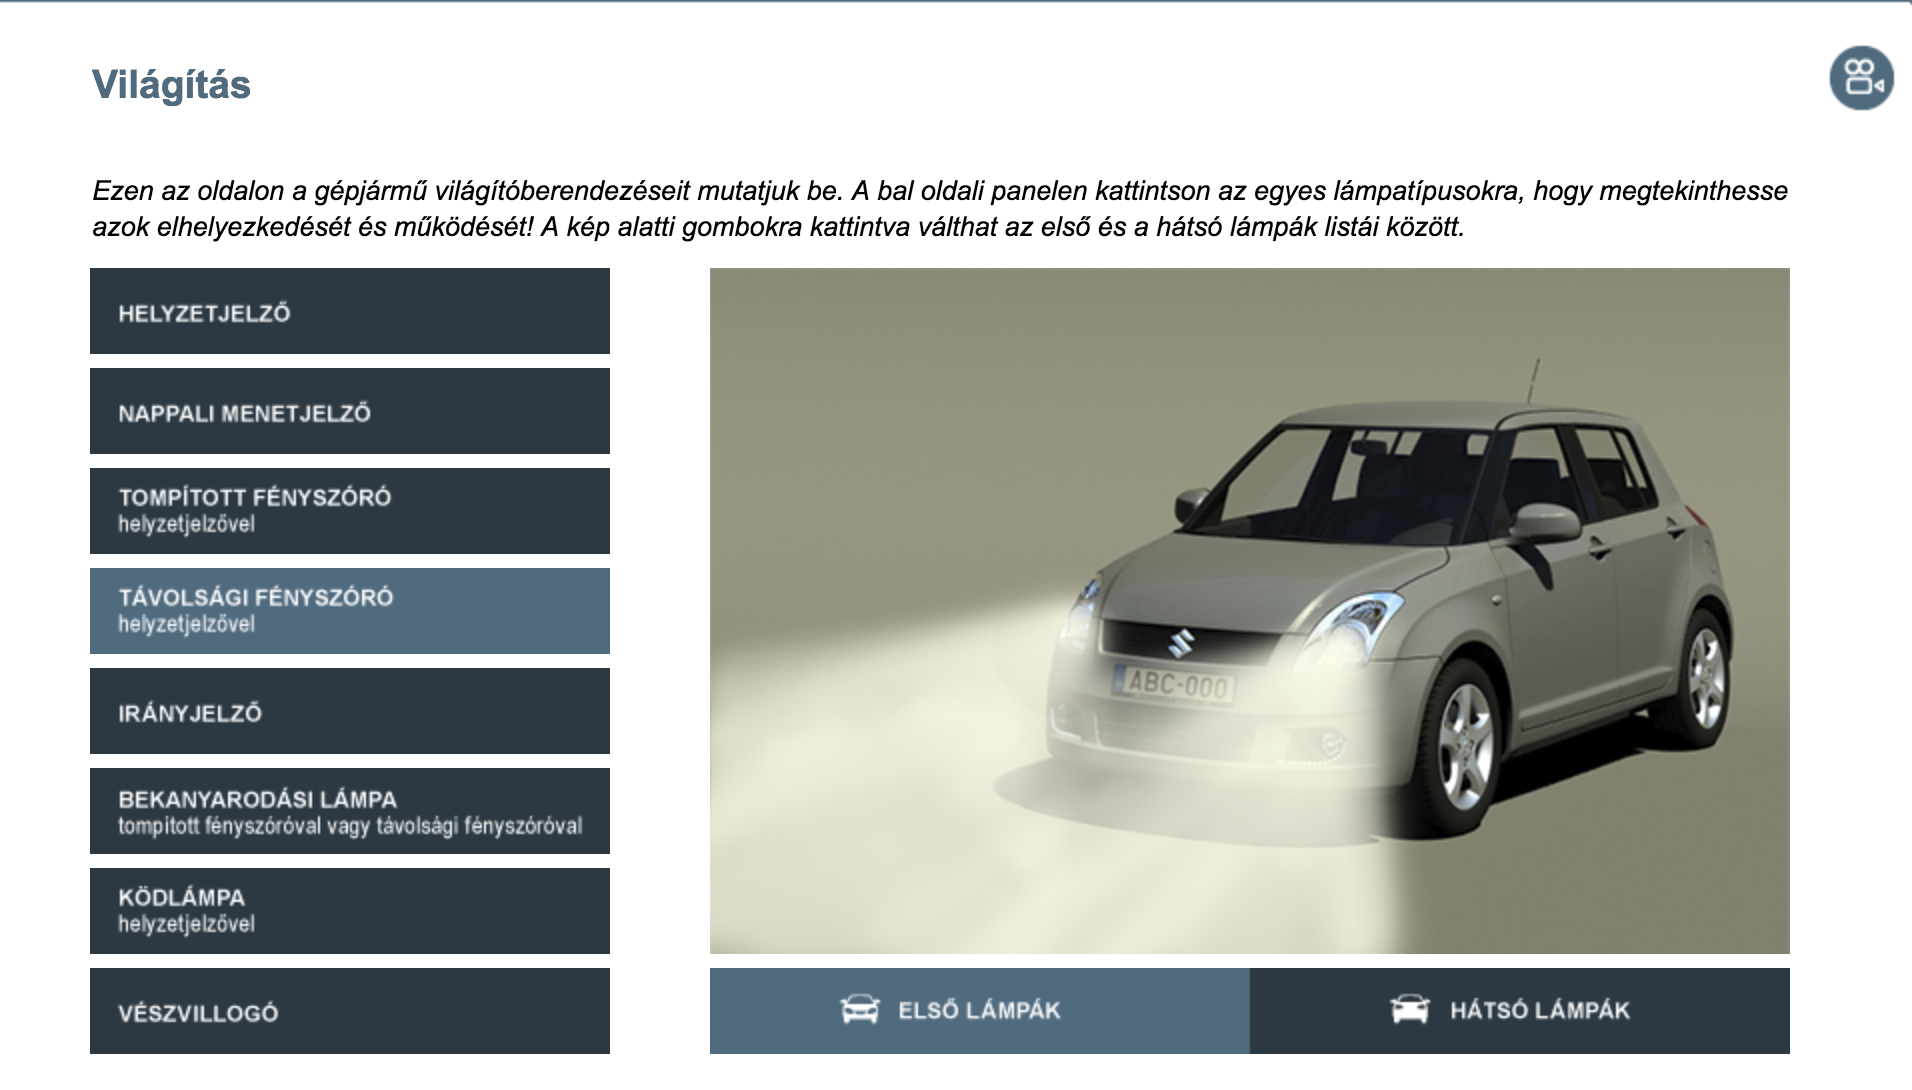 Világítás
Ezen az oldalon a gépjármű világítóberendezéseit mutatjuk be. A bal oldali panelen kattintson az egyes lámpatípusokra, hogy megtekinthesse
azok elhelyezkedését és működését! A kép alatti gombokra kattintva válthat az első és a hátsó lámpák listái között.
HELYZETJELZŐ
NAPPALI MENETJELZŐ
TOMPÍTOTT FÉNYSZÓRÓ
helyzetjelzővel
TÁVOLSÁGI FÉNYSZÓRÓ
helyzetjelzővel
IRÁNYJELZŐ
BEKANYARODÁSI LÁMPA
tompított fényszóróval vagy távolsági fényszóróval
KÖDLÁMPA
helyzetjelzővel
VÉSZVILLOGÓ
ABC-000
ELSŐ LÁMPÁK
HÁTSÓ LÁMPÁK